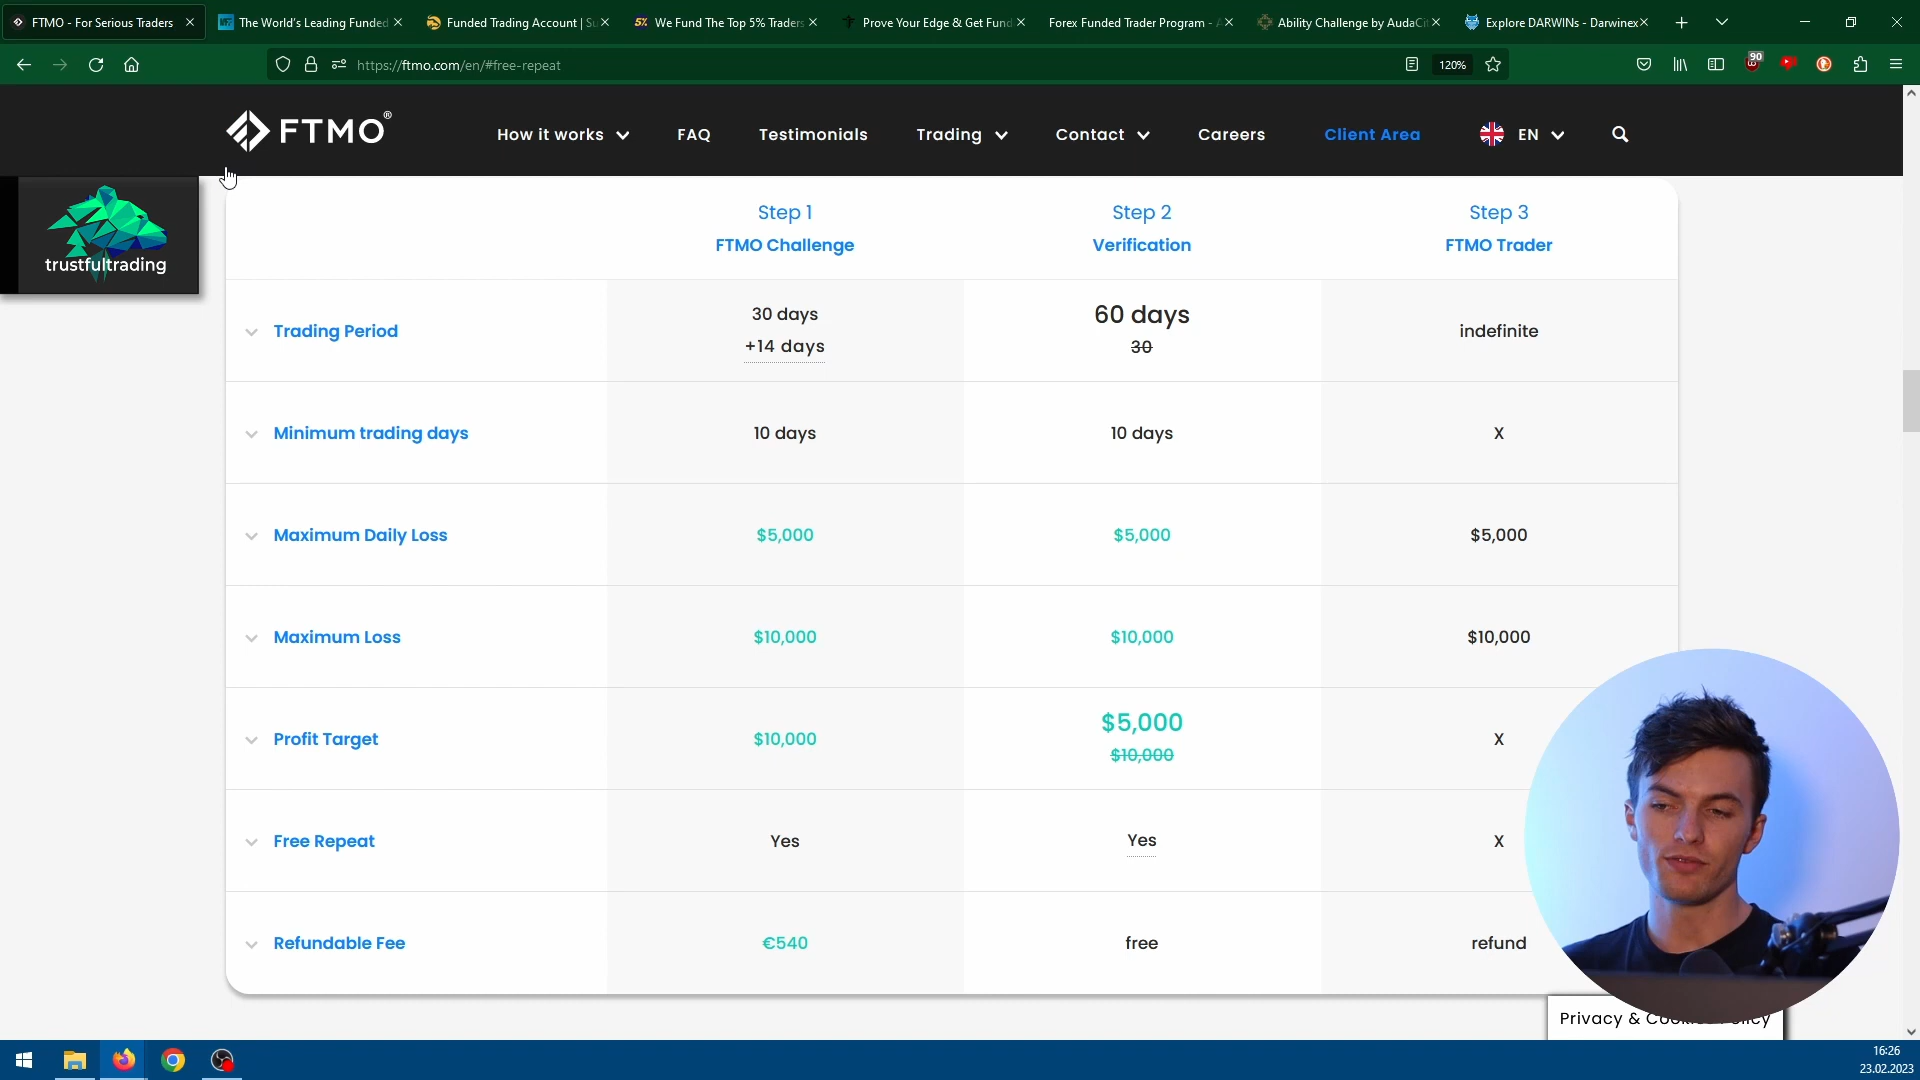 FTMO - For Serious Traders
The World's Leading Funded
Funded Trading Account | Su
5% We Fund The Top 5% Traders
Prove Your Edge & Get Fund
Forex Funded Trader Program - A
Ability Challenge by AudaCi
Explore DARWINs - Darwinex
https://ftmo.com/en/#free-repeat
120%
90
FTMO®
How it works
FAQ
Testimonials
Trading
Contact
Careers
Client Area
EN
trustfultrading
Step 1 Step 2 Step 3
FTMO Challenge Verification FTMO Trader
Trading Period 30 days 60 days indefinite
+14 days 30
Minimum trading days 10 days 10 days X
Maximum Daily Loss $5,000 $5,000 $5,000
Maximum Loss $10,000 $10,000 $10,000
Profit Target $10,000 $5,000 X
$10,000
Free Repeat Yes Yes X
Refundable Fee €540 free refund
Privacy & Cookies Policy
16:26
23.02.2023